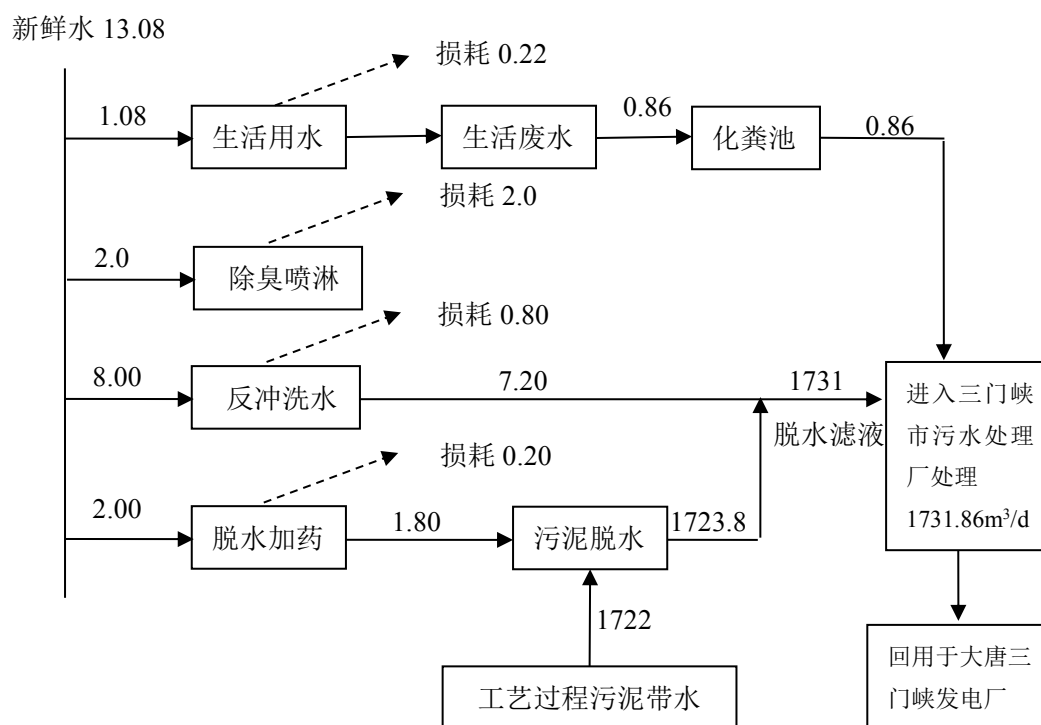 新鲜水 13.08
损耗 0.22
1.08
生活用水
生活废水
0.86
化粪池
0.86
损耗 2.0
2.0
除臭喷淋
损耗 0.80
8.00
反冲洗水
7.20
1731
脱水滤液
进入三门峡
市污水处理
厂处理
1731.86m³/d
损耗 0.20
2.00
脱水加药
1.80
污泥脱水
1723.8
1722
工艺过程污泥带水
回用于大唐三
门峡发电厂